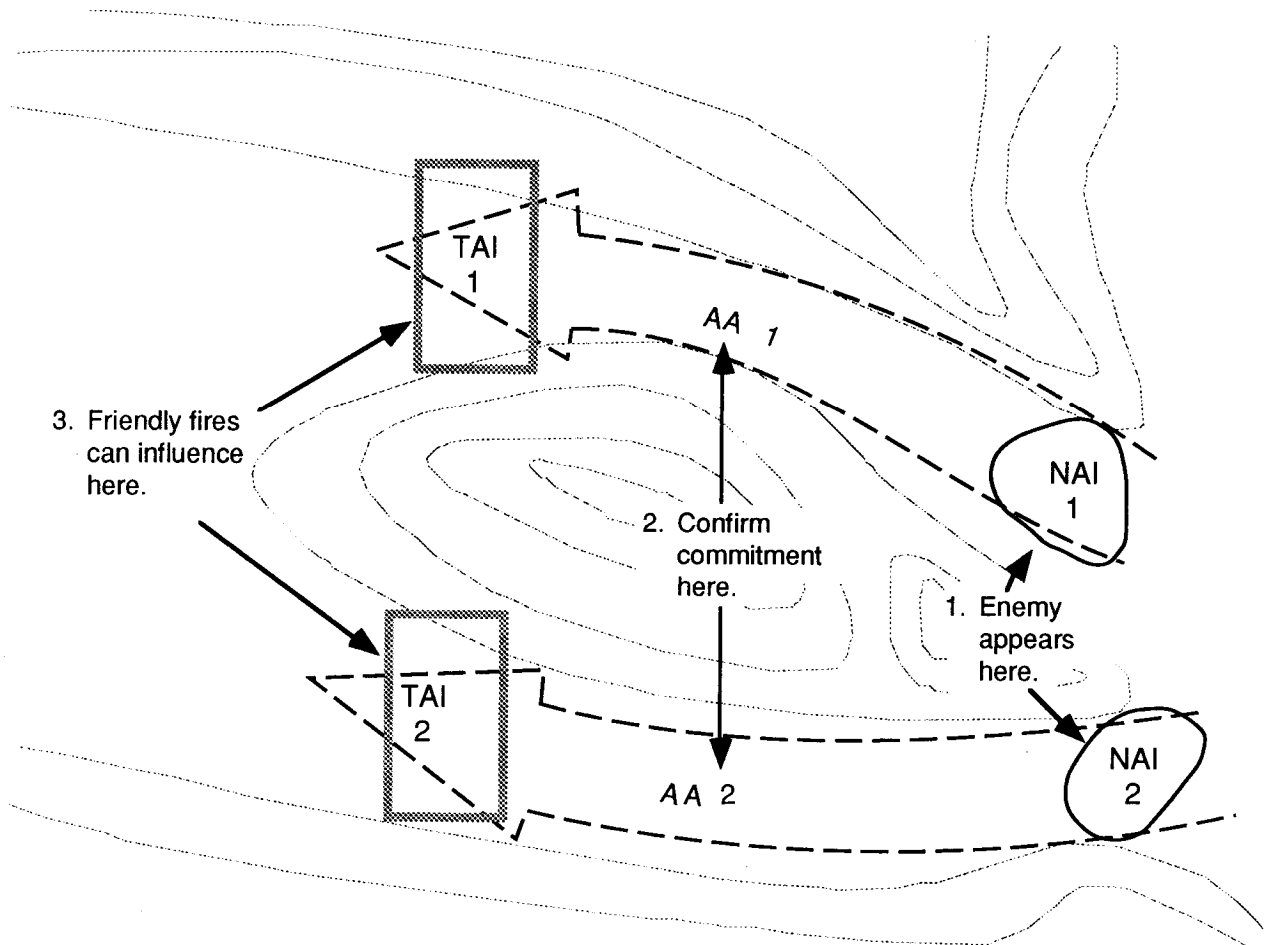 TAI
1
AA 1
3. Friendly fires
can influence
here.
NAI
1
2. Confirm
commitment
here.
1. Enemy
appears
here.
TAI
2
AA 2
NAI
2